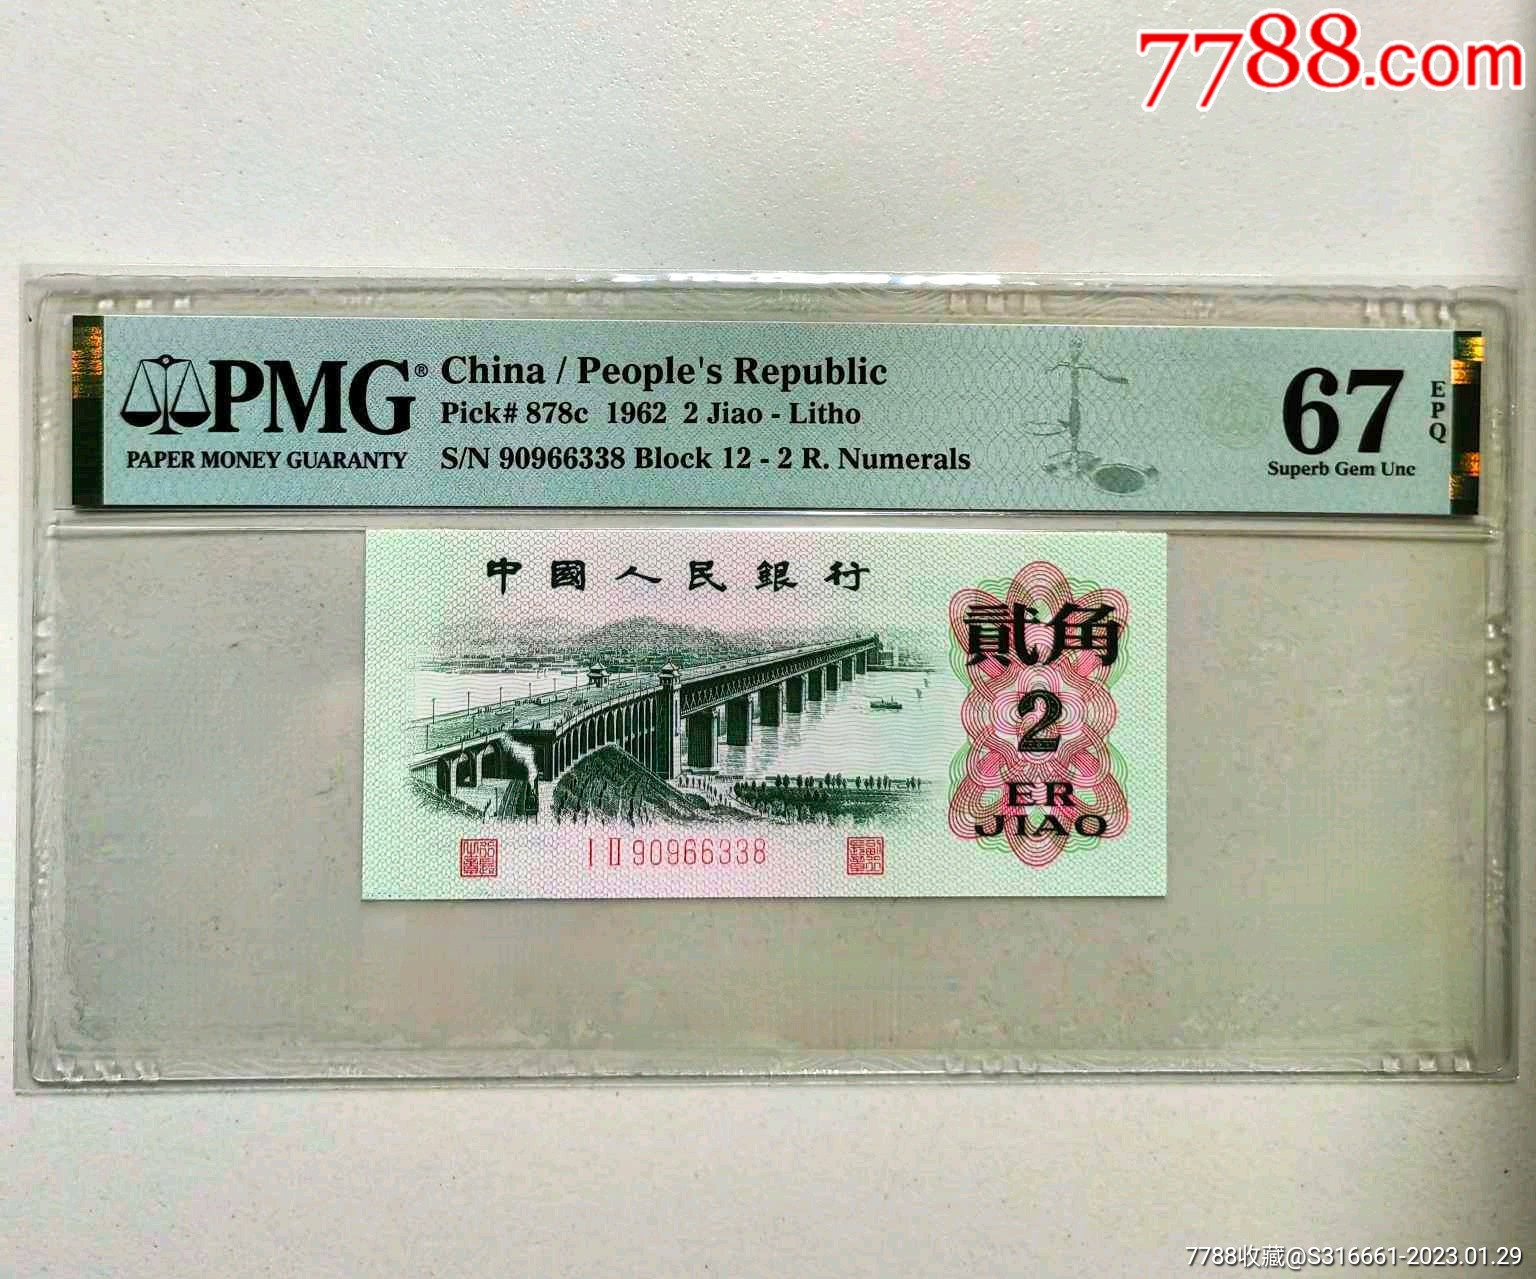 7788.com
PMG® China / People's Republic
PAPER MONEY GUARANTY
Pick# 878c 1962 2 Jiao - Litho
S/N 90966338 Block 12 - 2 R. Numerals
67 EPQ
Superb Gem Unc
中國人民銀行
貳角
2
ER
JIAO
I II 90966338
7788收藏@S316661-2023.01.29